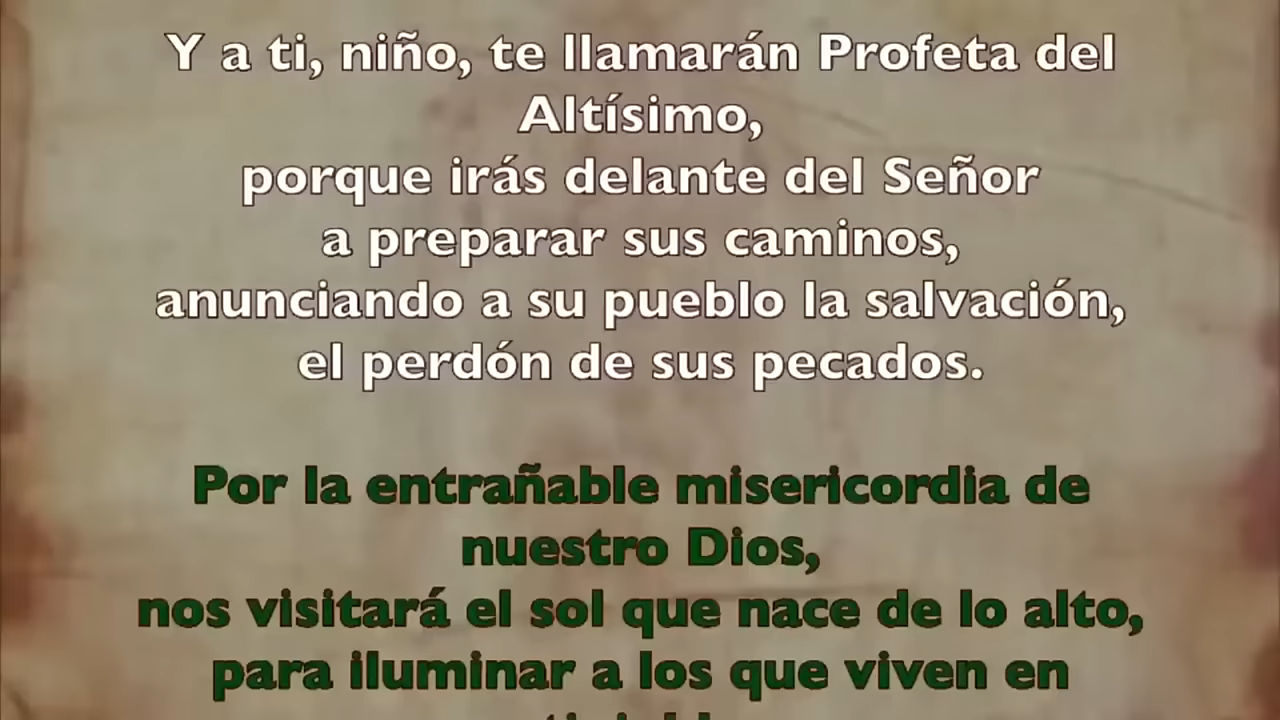 Y a ti, niño, te llamarán Profeta del
Altísimo,
porque irás delante del Señor
a preparar sus caminos,
anunciando a su pueblo la salvación,
el perdón de sus pecados.
Por la entrañable misericordia de
nuestro Dios,
nos visitará el sol que nace de lo alto,
para iluminar a los que viven en